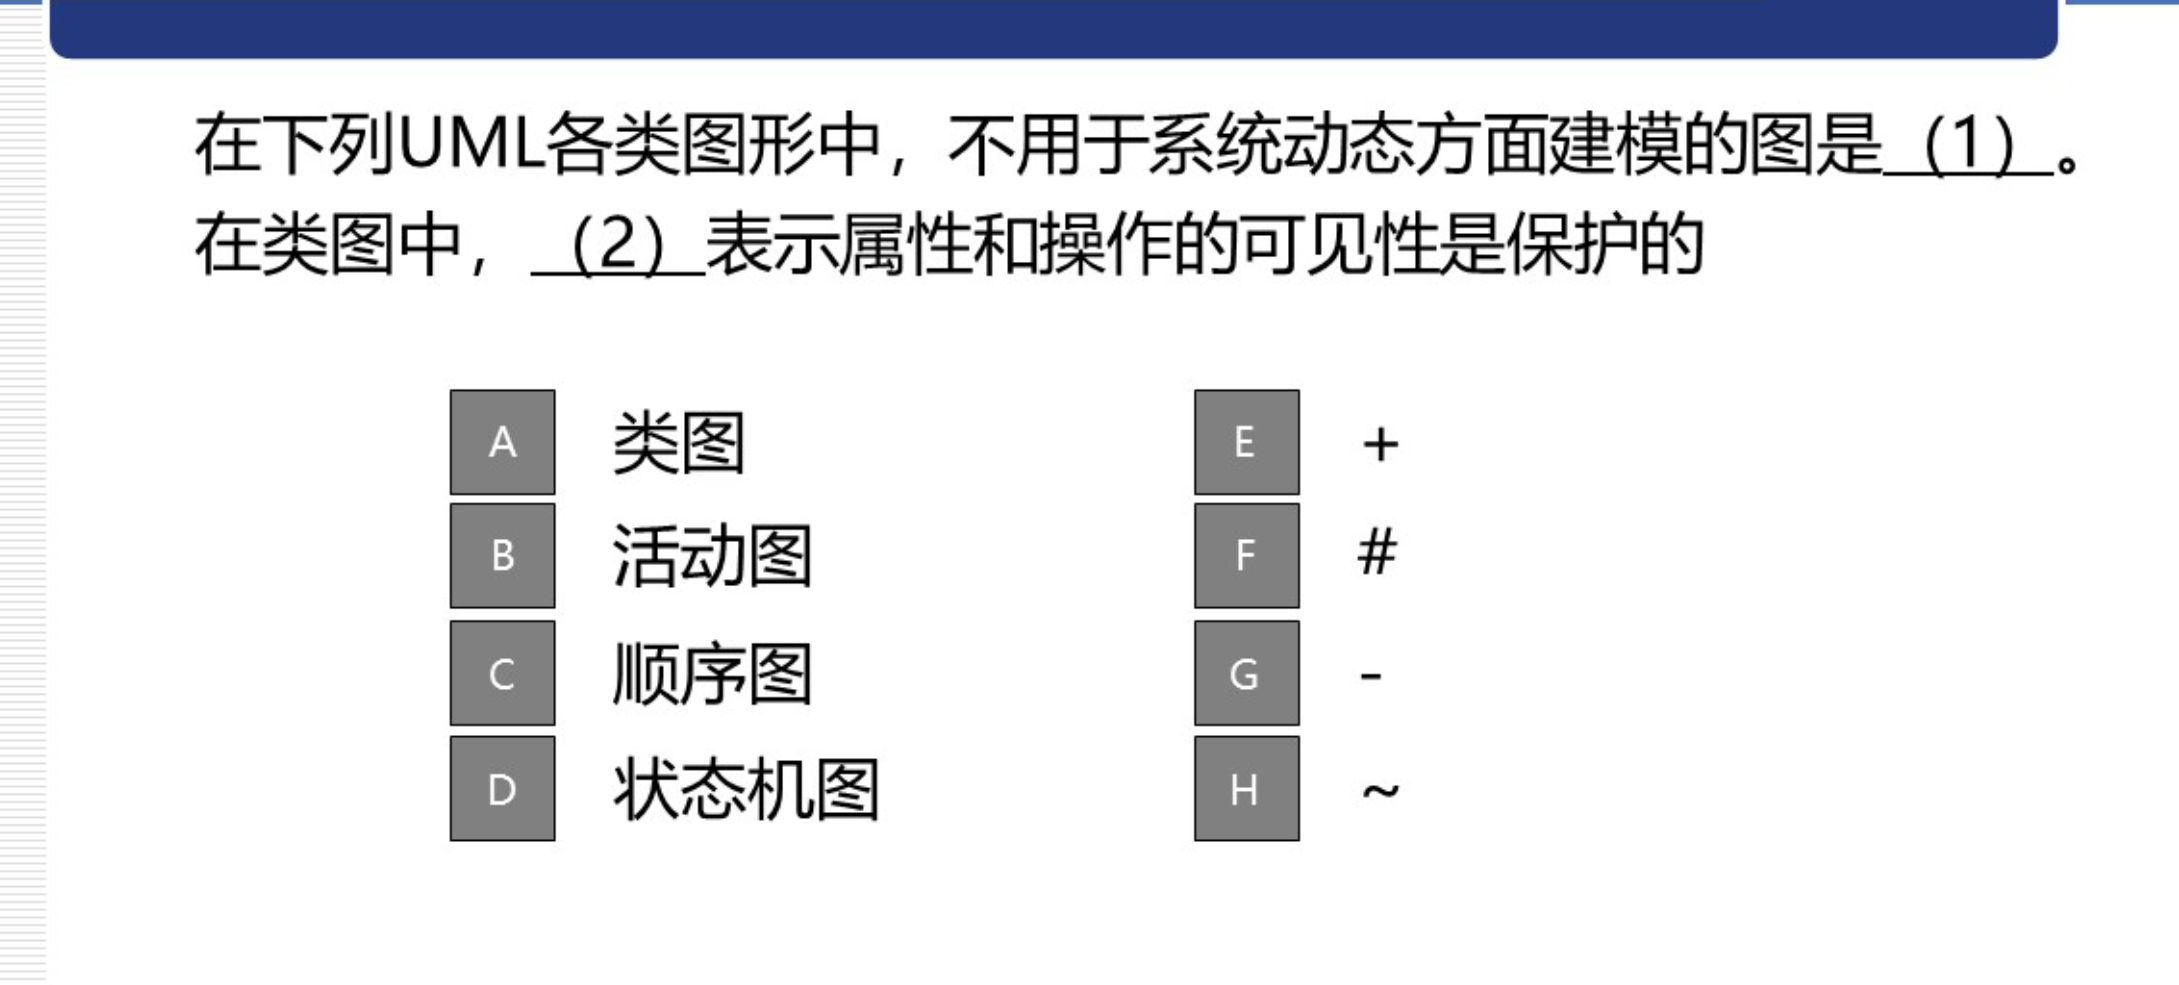 在下列UML各类图形中，不用于系统动态方面建模的图是（1）。
在类图中，（2）表示属性和操作的可见性是保护的
A 类图
B 活动图
C 顺序图
D 状态机图
E +
F #
G -
H ~